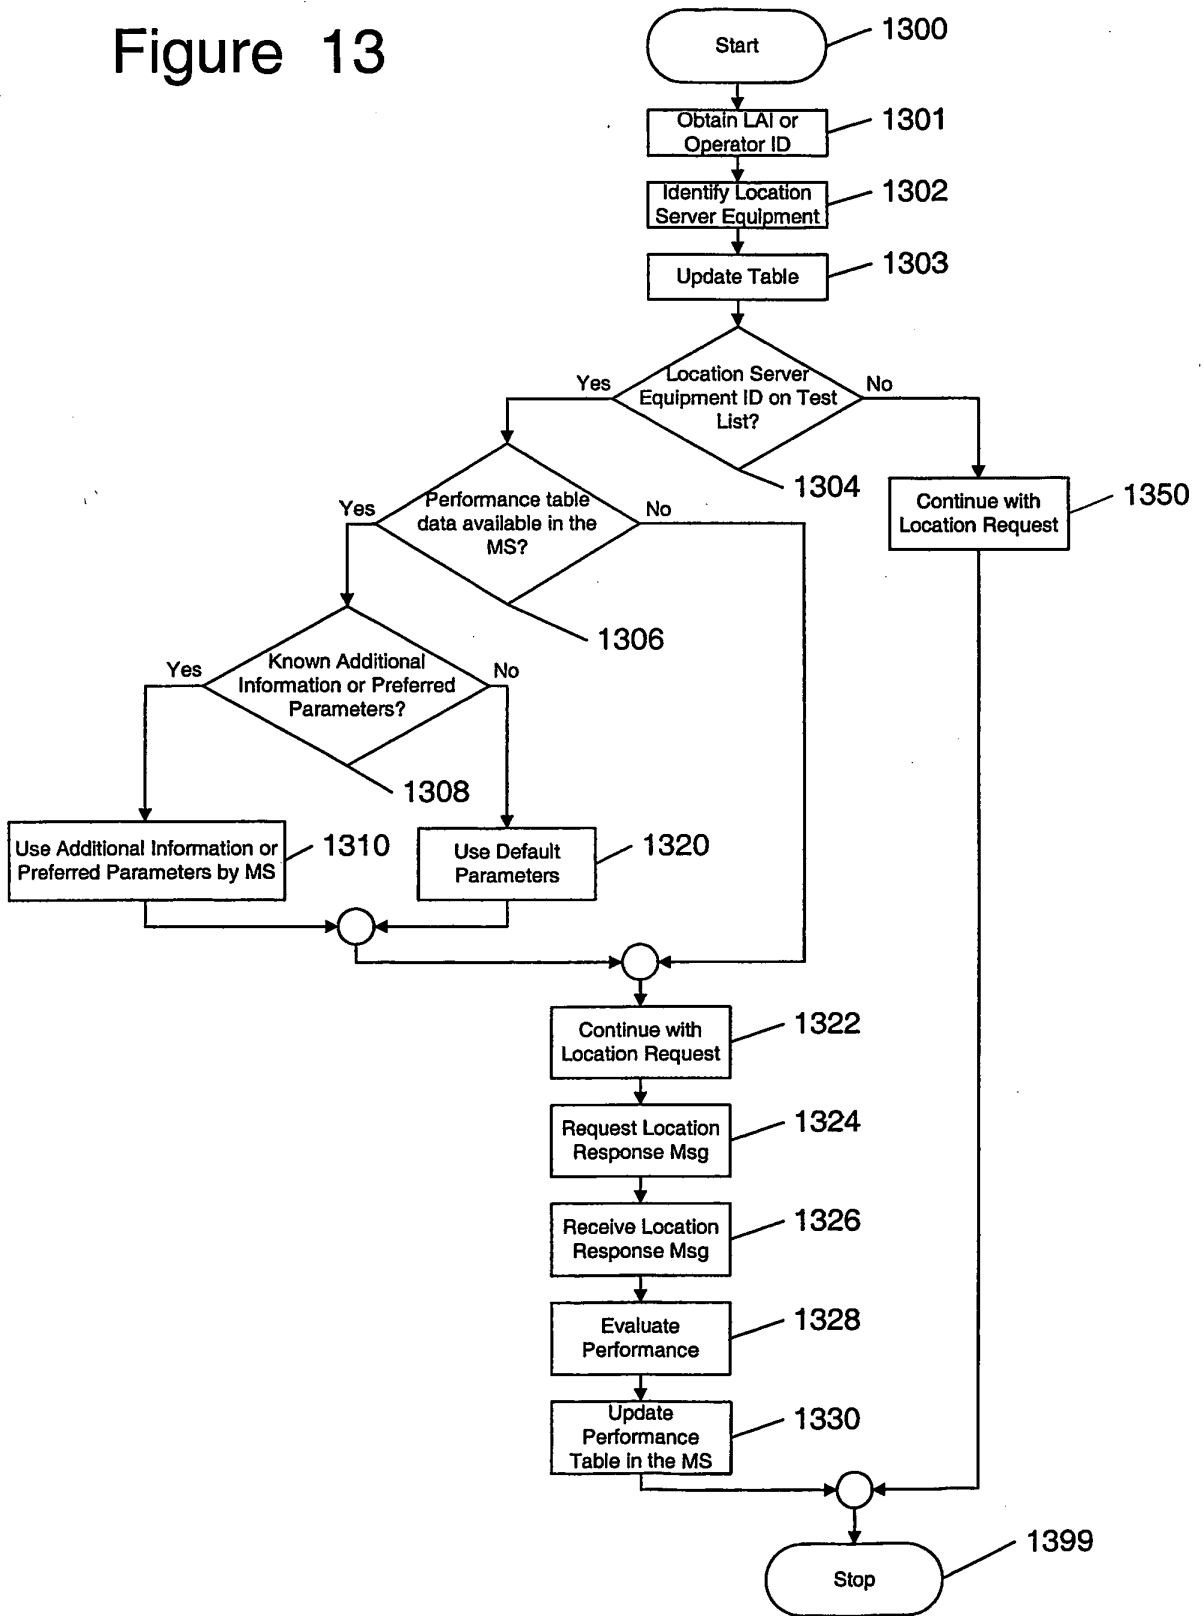 Figure 13
Start
1300
Obtain LAI or
Operator ID
1301
Identify Location
Server Equipment
1302
Update Table
1303
Location Server
Equipment ID on Test
List?
Yes
No
1304
Performance table
data available in the
MS?
Yes
No
1306
Continue with
Location Request
1350
Known Additional
Information or Preferred
Parameters?
Yes
No
1308
Use Additional Information or
Preferred Parameters by MS
1310
Use Default
Parameters
1320
Continue with
Location Request
1322
Request Location
Response Msg
1324
Receive Location
Response Msg
1326
Evaluate
Performance
1328
Update
Performance
Table in the MS
1330
Stop
1399